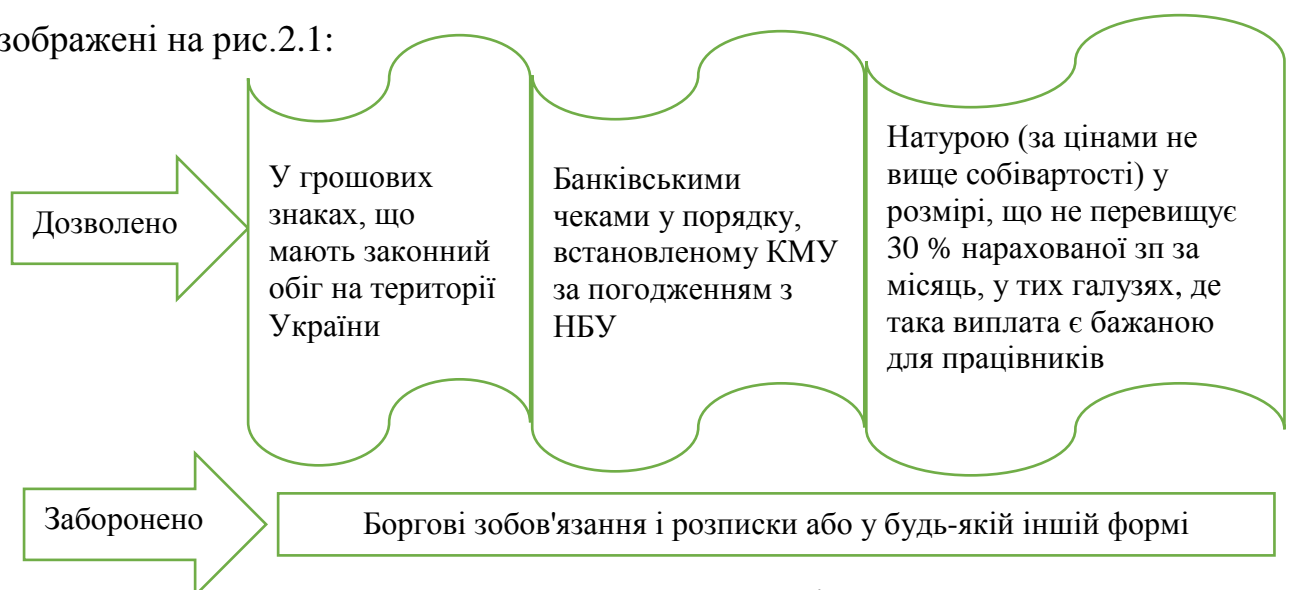 зображені на рис.2.1:
Дозволено
У грошових
знаках, що
мають законний
обіг на території
України
Банківськими
чеками у порядку,
встановленому КМУ
за погодженням з
НБУ
Натурою (за цінами не
вище собівартості) у
розмірі, що не перевищує
30 % нарахованої зп за
місяць, у тих галузях, де
така виплата є бажаною
для працівників
Заборонено
Боргові зобов'язання і розписки або у будь-якій іншій формі